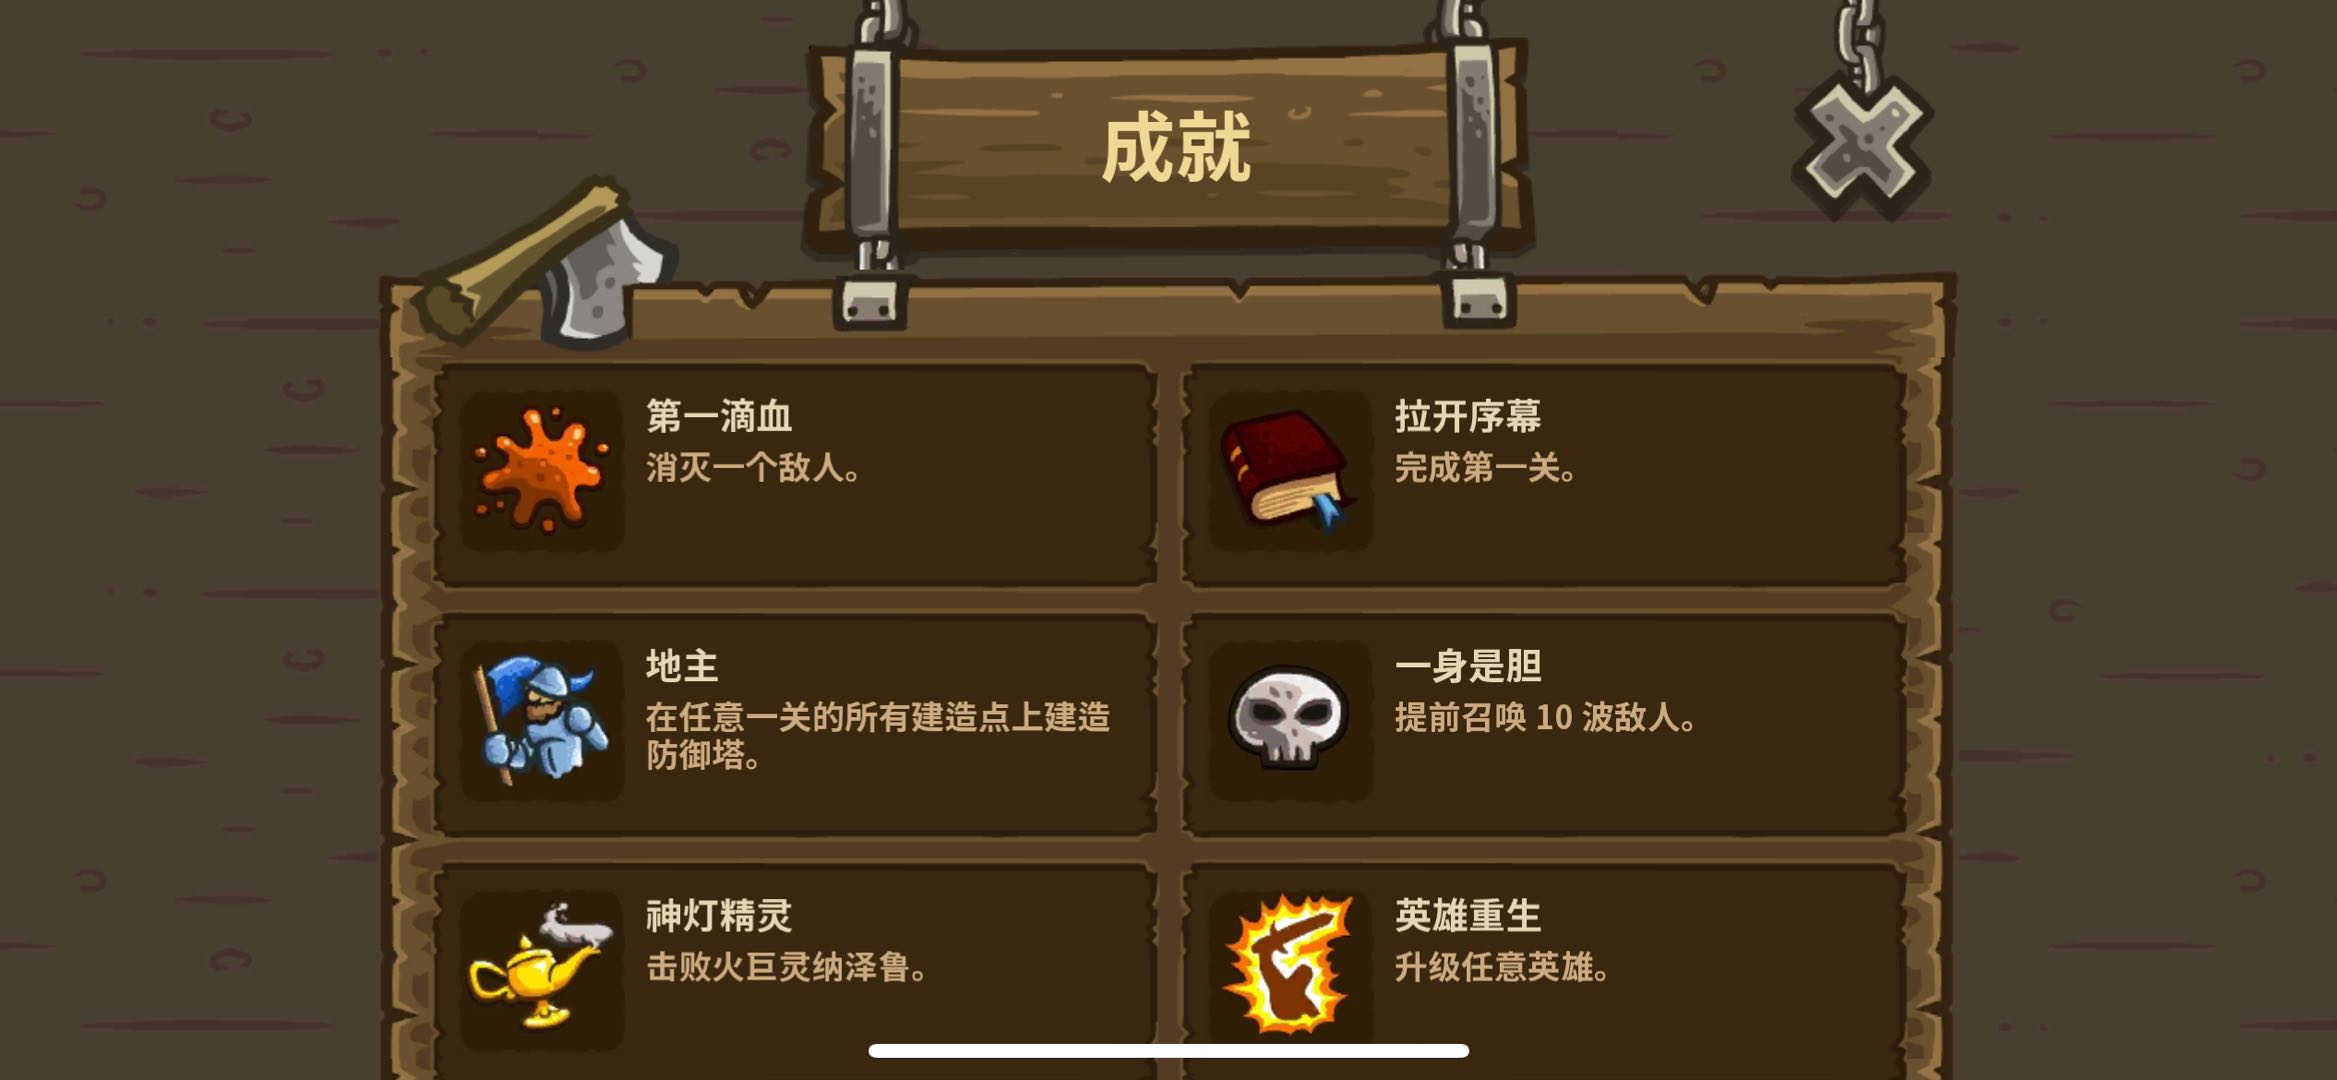 成就
第一滴血
消灭一个敌人。
拉开序幕
完成第一关。
地主
在任意一关的所有建造点上建造
防御塔。
一身是胆
提前召唤 10 波敌人。
神灯精灵
击败火巨灵纳泽鲁。
英雄重生
升级任意英雄。